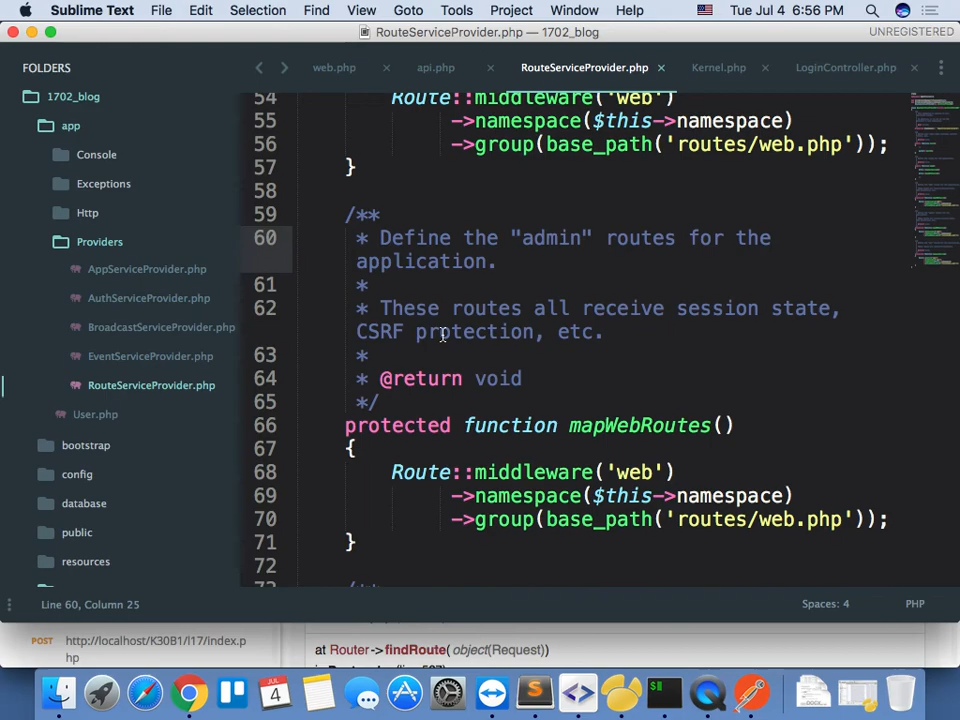 Sublime Text File Edit Selection Find View Goto Tools Project Window Help Tue Jul 4 6:56 PM
RouteServiceProvider.php — 1702_blog UNREGISTERED
FOLDERS
1702_blog
app
Console
Exceptions
Http
Providers
AppServiceProvider.php
AuthServiceProvider.php
BroadcastServiceProvider.php
EventServiceProvider.php
RouteServiceProvider.php
User.php
bootstrap
config
database
public
resources
web.php × api.php × RouteServiceProvider.php × Kernel.php × LoginController.php ×
54 Route::middleware('web')
55 ->namespace($this->namespace)
56 ->group(base_path('routes/web.php'));
57 }
58
59 /**
60 * Define the "admin" routes for the
application.
61 *
62 * These routes all receive session state,
CSRF protection, etc.
63 *
64 * @return void
65 */
66 protected function mapWebRoutes()
67 {
68 Route::middleware('web')
69 ->namespace($this->namespace)
70 ->group(base_path('routes/web.php'));
71 }
72
Line 60, Column 25 Spaces: 4 PHP
POST http://localhost/K30B1/l17/index.p
hp
at Router->findRoute( object(Request))
JUL
4